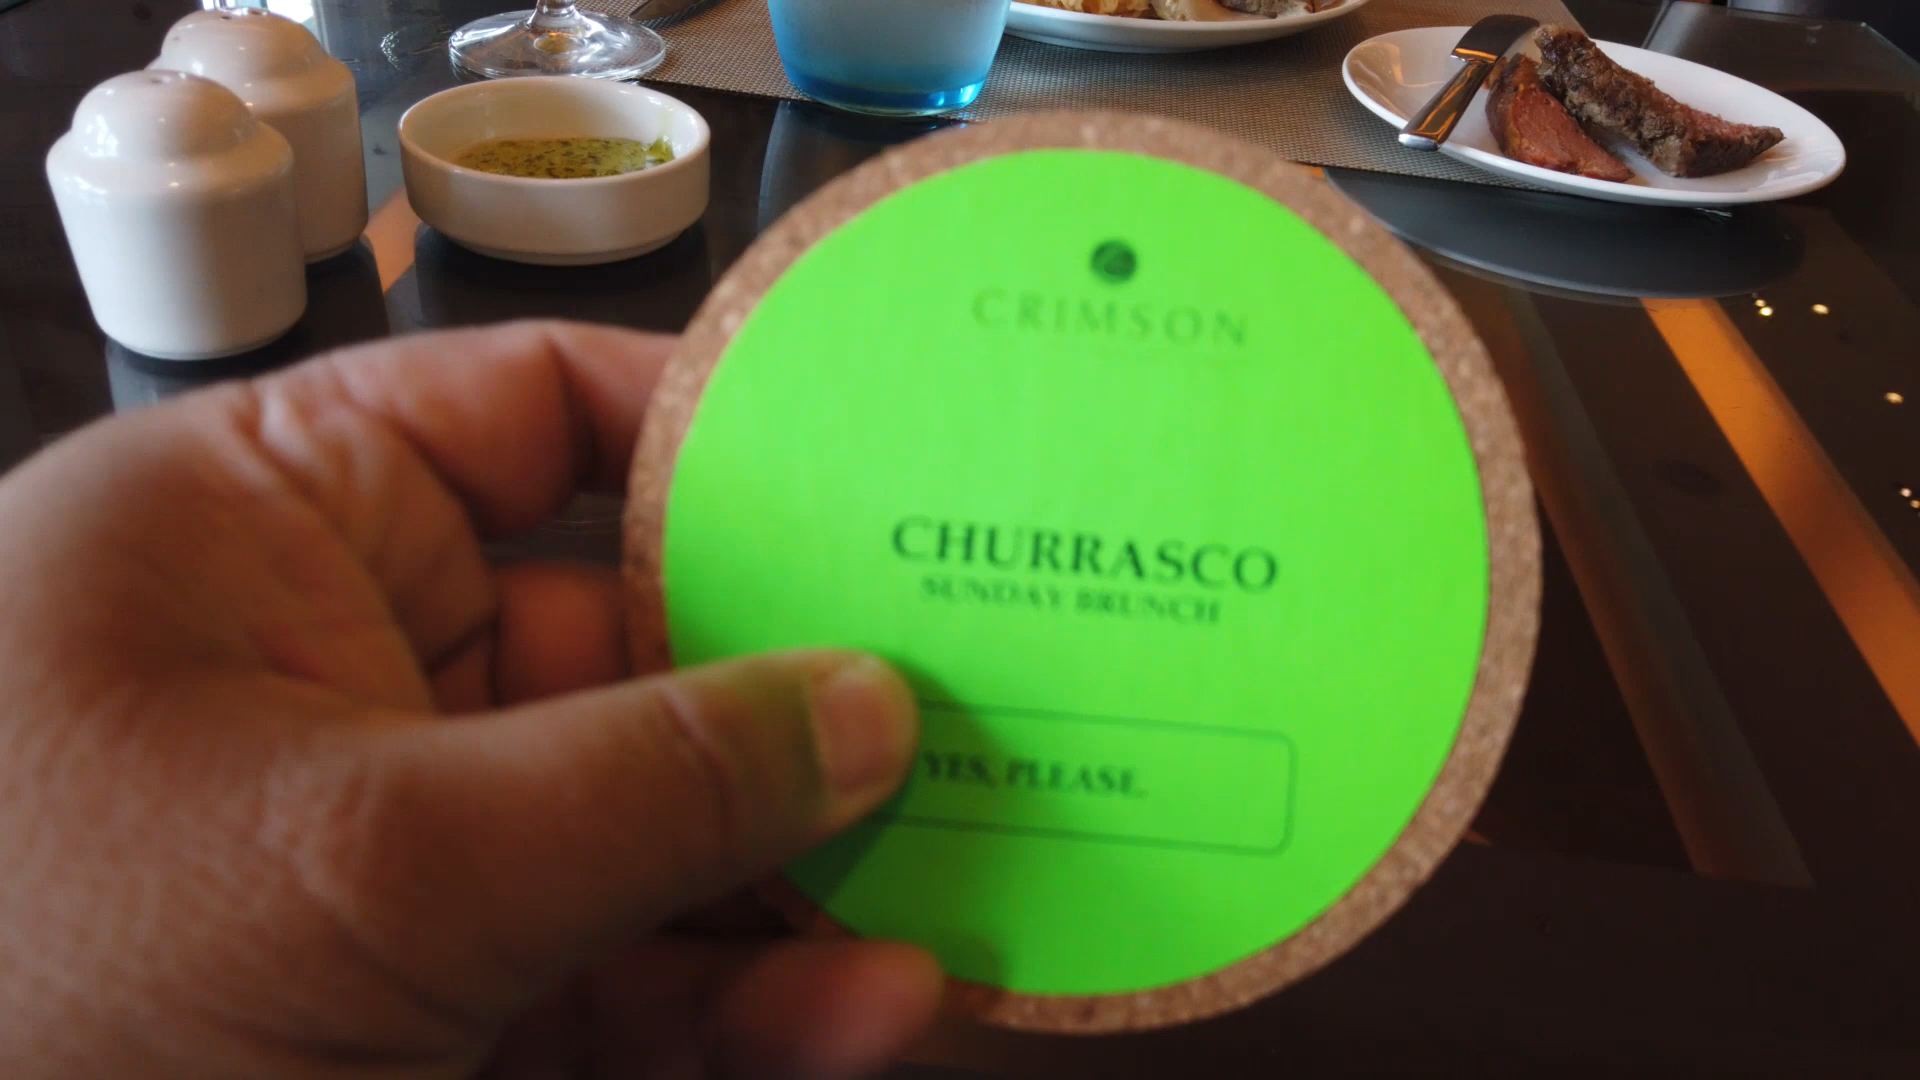 CRIMSON
CHURRASCO
SUNDAY BRUNCH
YES, PLEASE.